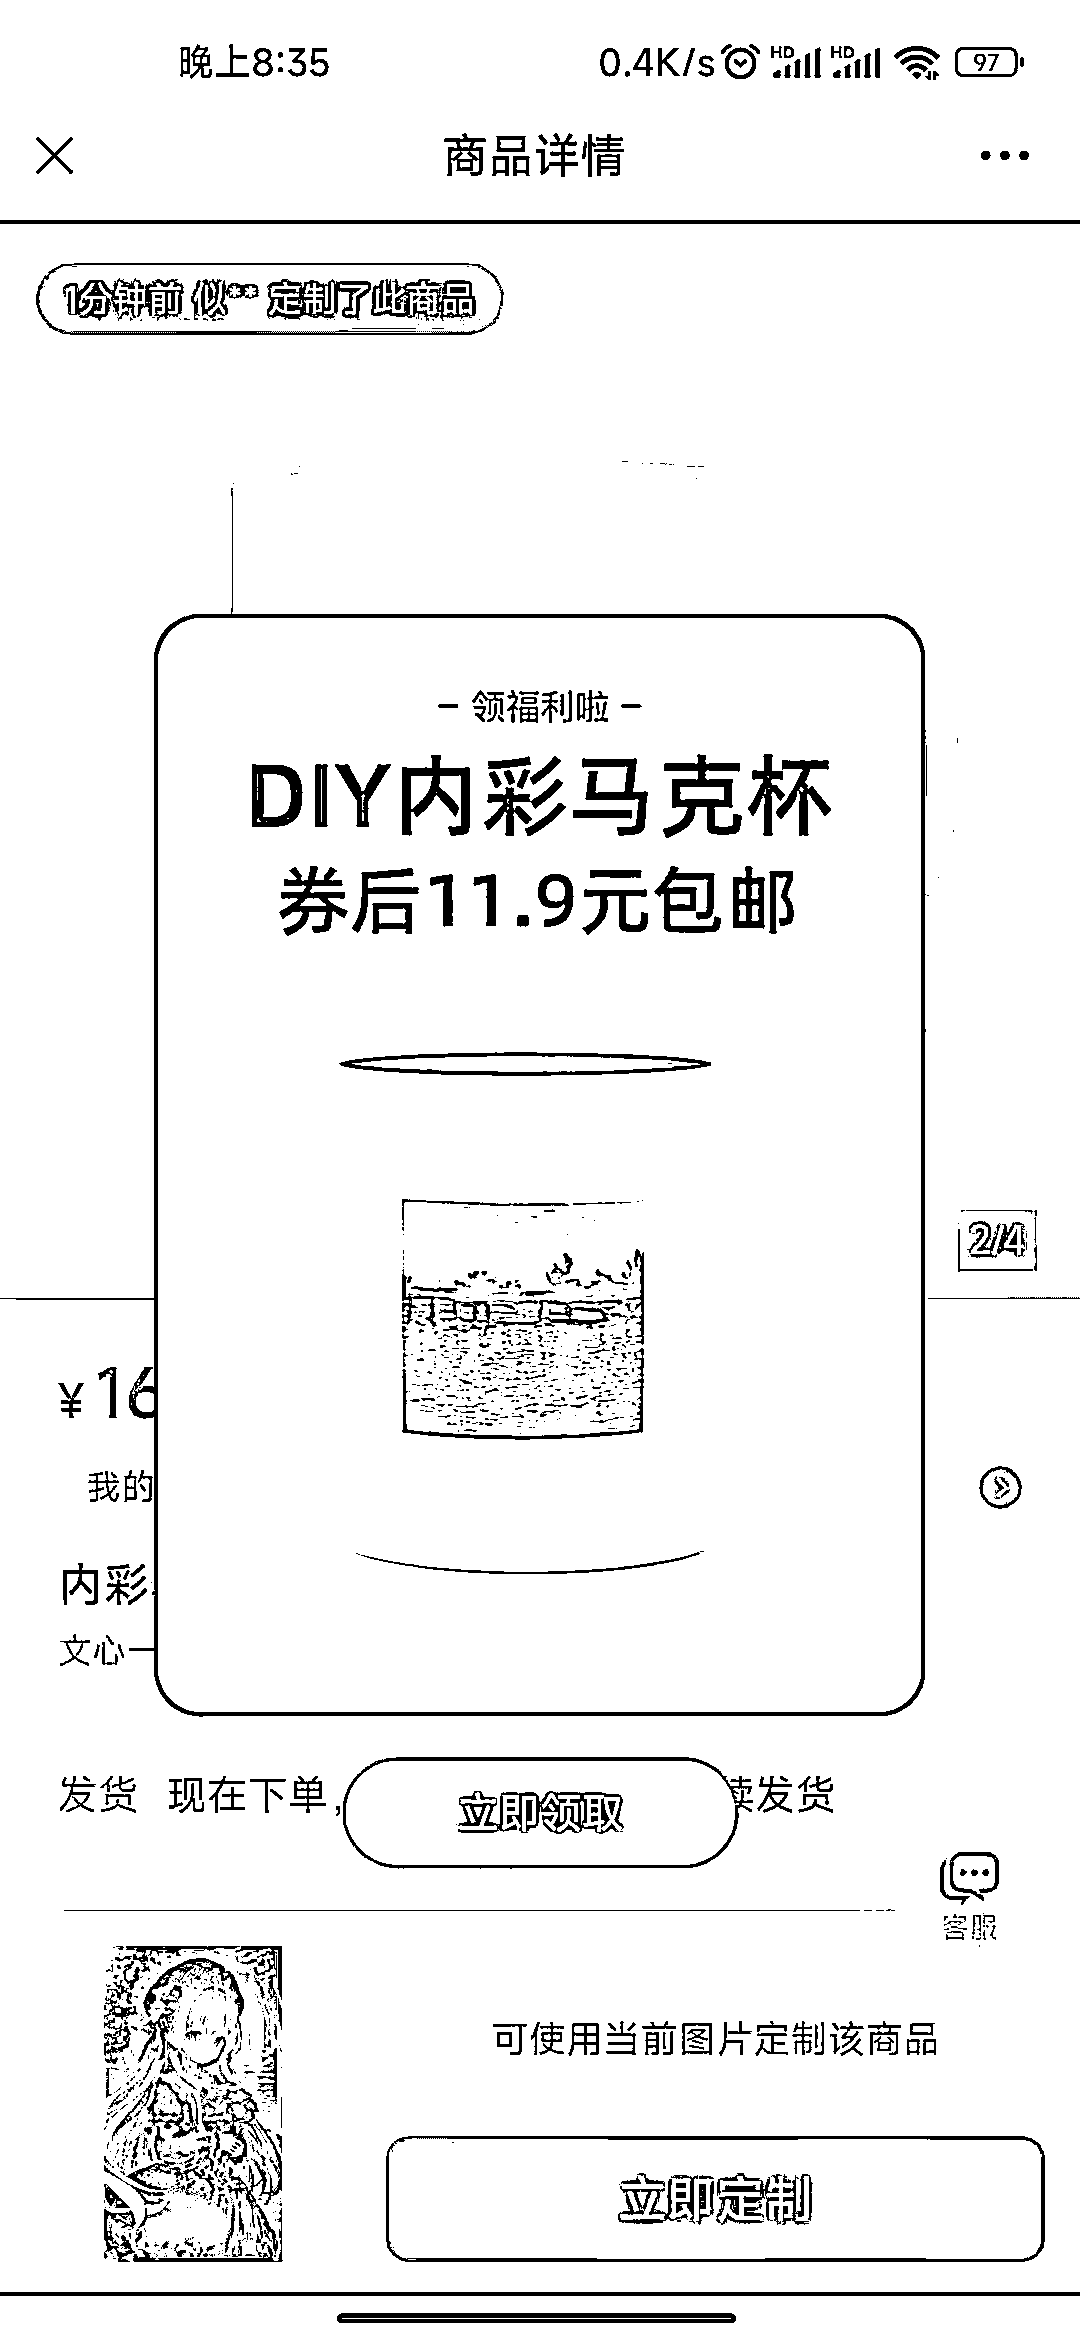 晚上8:35 0.4K/s HD HD 97
商品详情
1分钟前 似** 定制了此商品
- 领福利啦 -
DIY内彩马克杯
券后11.9元包邮
2/4
¥16
我的
内彩
文心一
发货 现在下单, 续发货
立即领取
客服
可使用当前图片定制该商品
立即定制